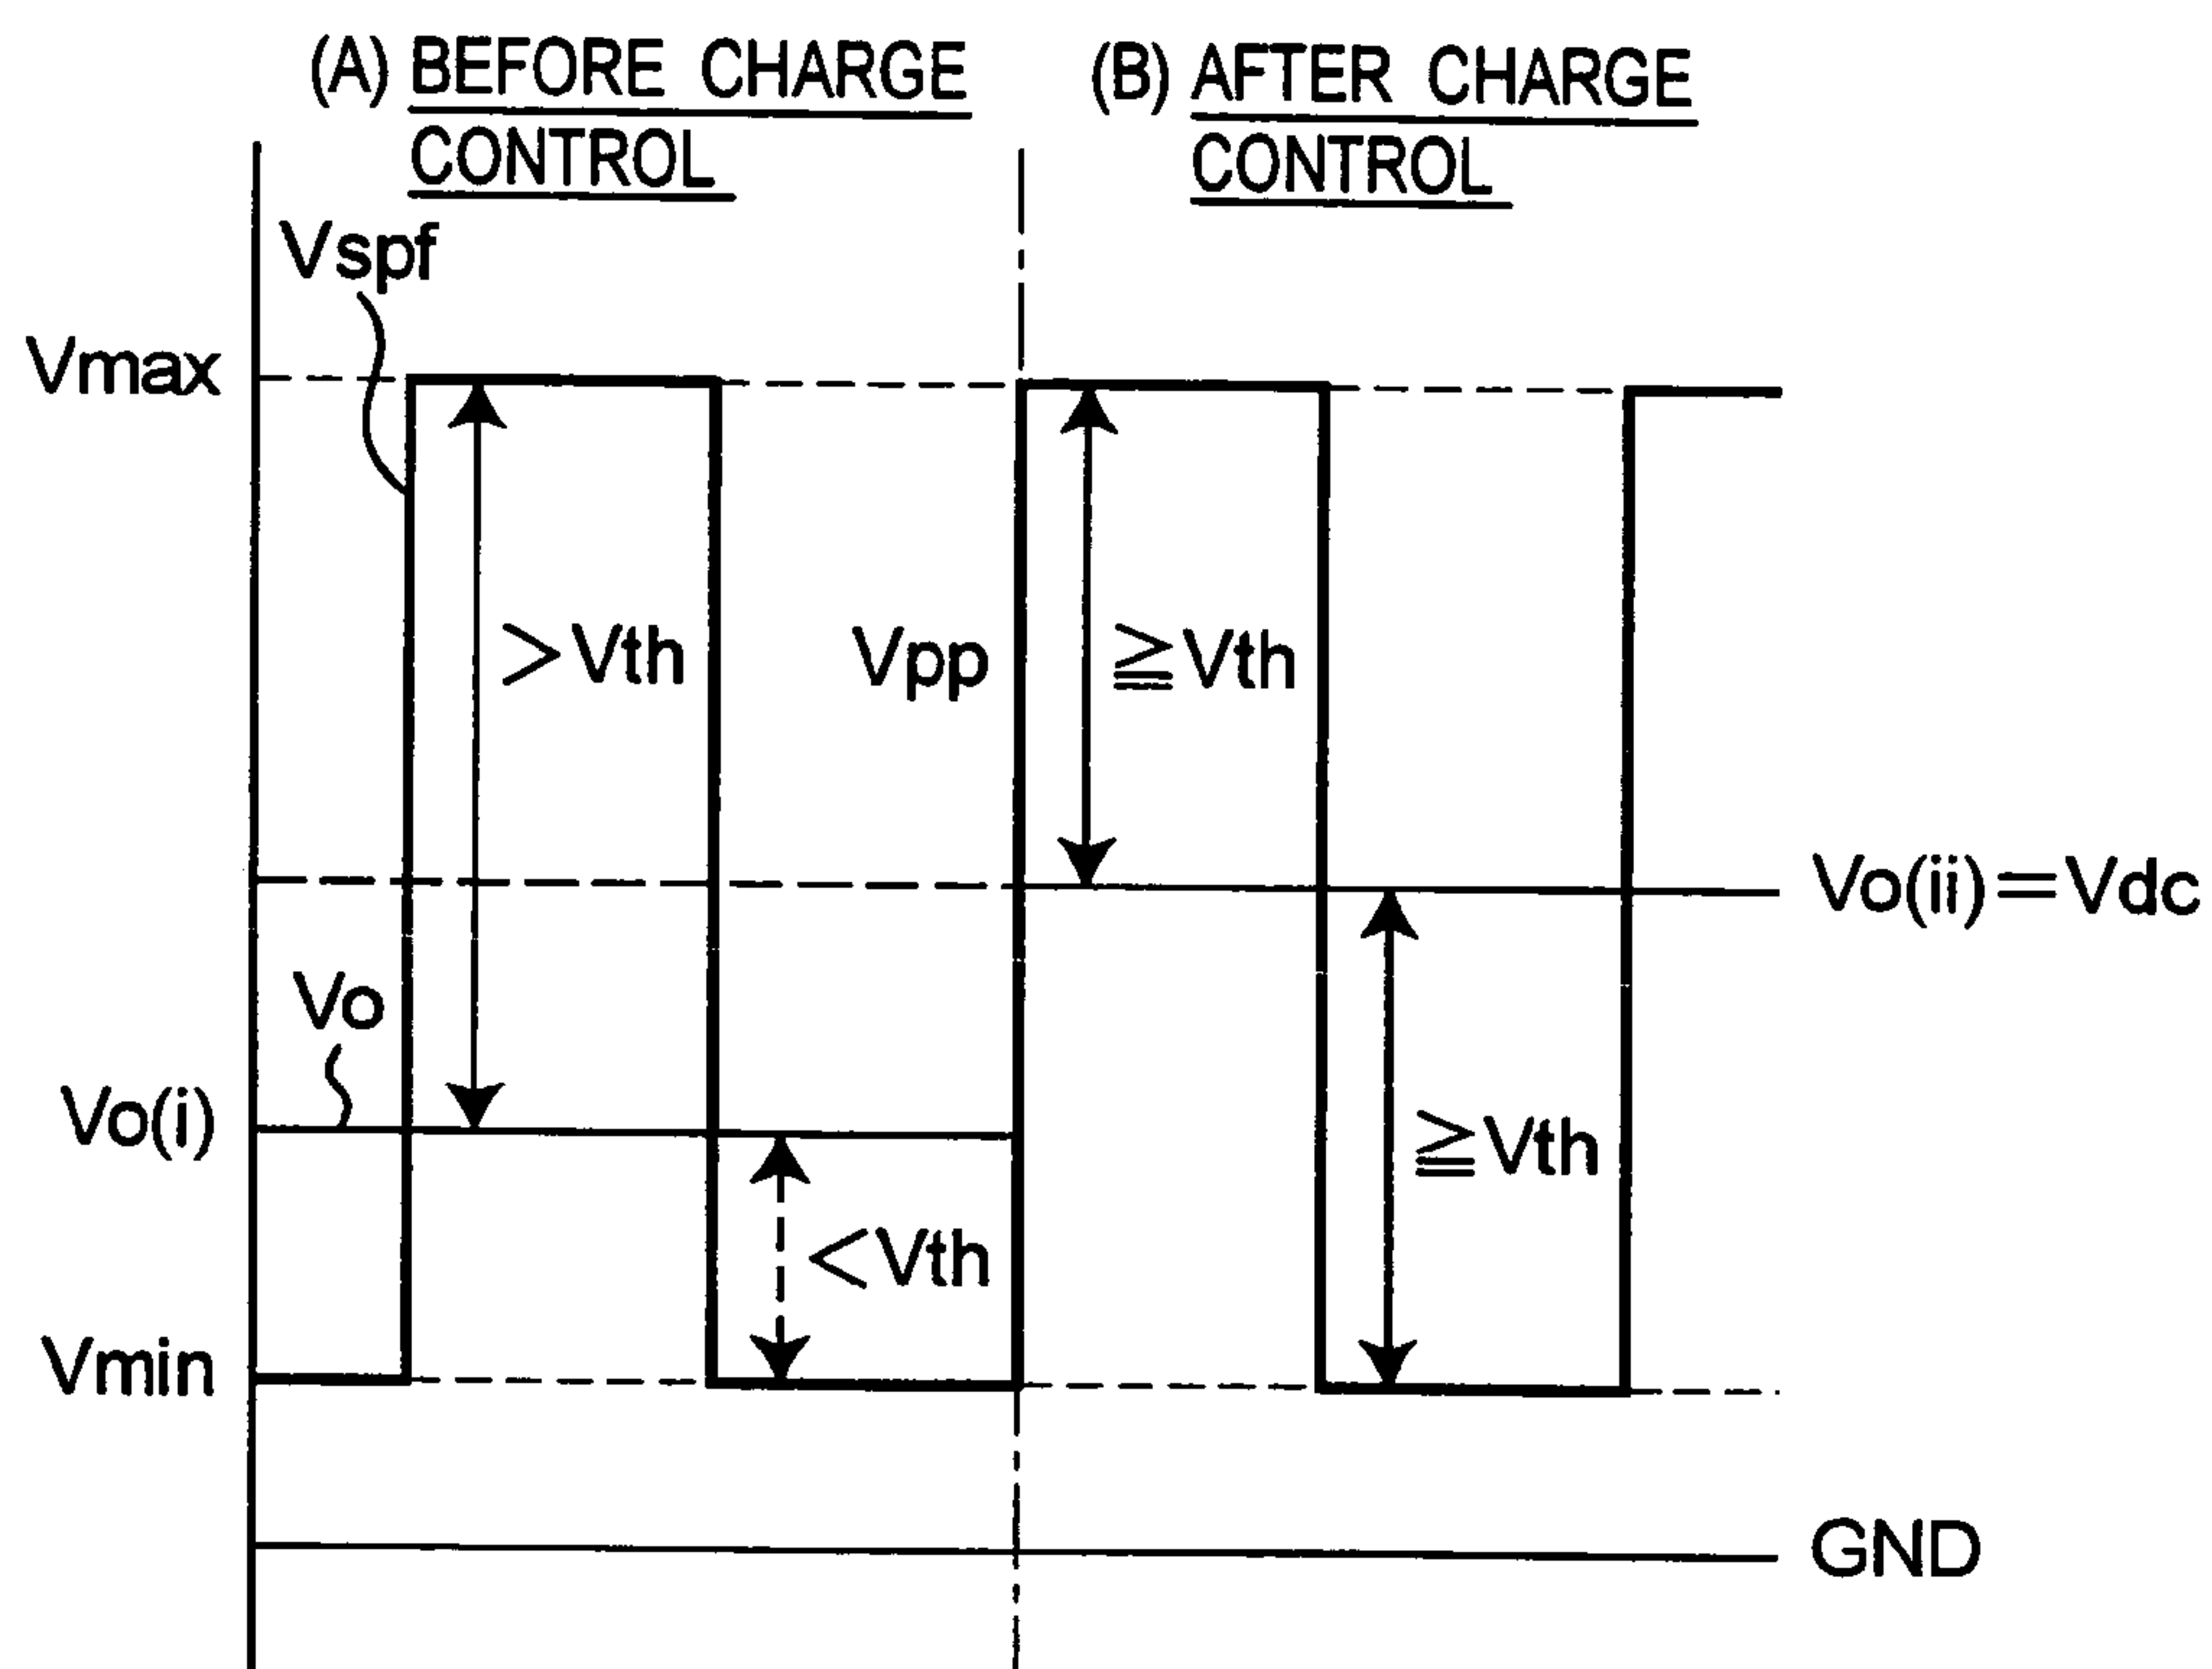 (A) BEFORE CHARGE
CONTROL
(B) AFTER CHARGE
CONTROL
Vspf
Vmax
>Vth
Vpp
≧Vth
Vo(ii)=Vdc
Vo
Vo(i)
≧Vth
<Vth
Vmin
GND